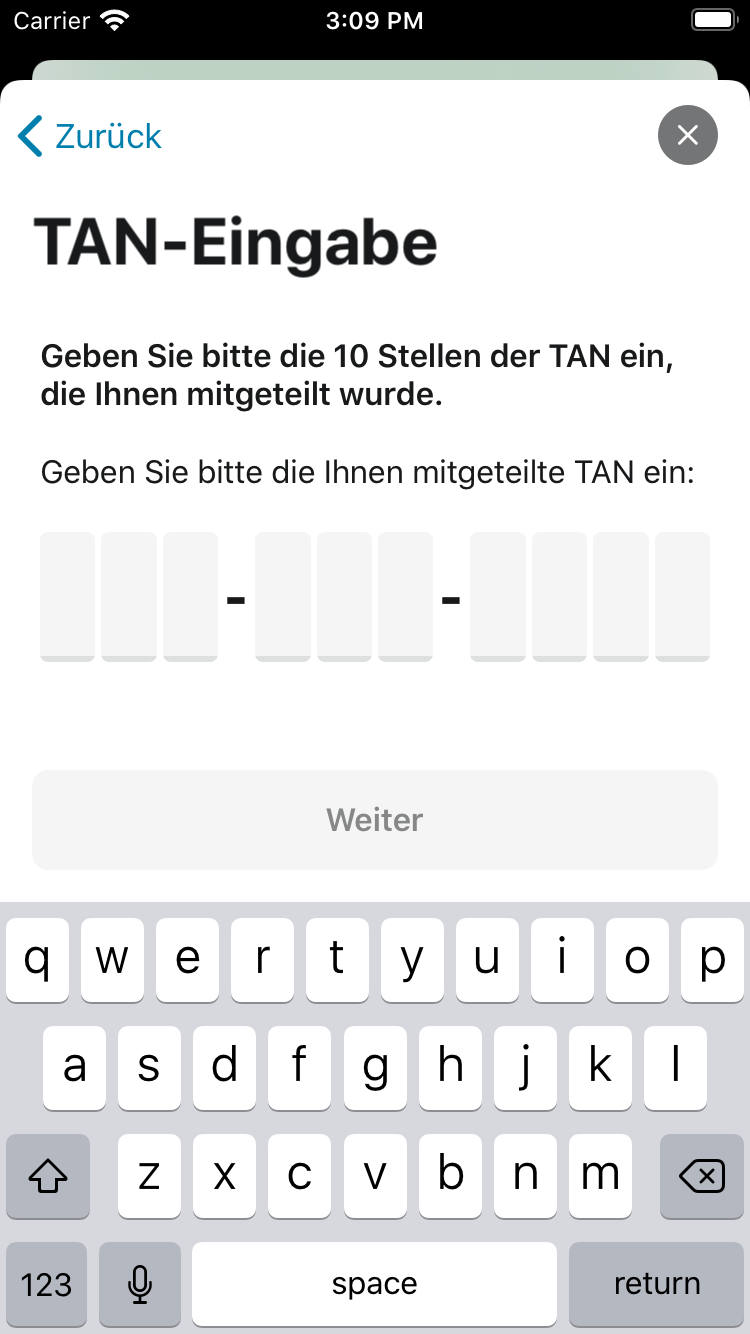 Carrier 3:09 PM
Zurück
TAN-Eingabe
Geben Sie bitte die 10 Stellen der TAN ein,
die Ihnen mitgeteilt wurde.
Geben Sie bitte die Ihnen mitgeteilte TAN ein:
- -
Weiter
q w e r t y u i o p
a s d f g h j k l
z x c v b n m
123 space return